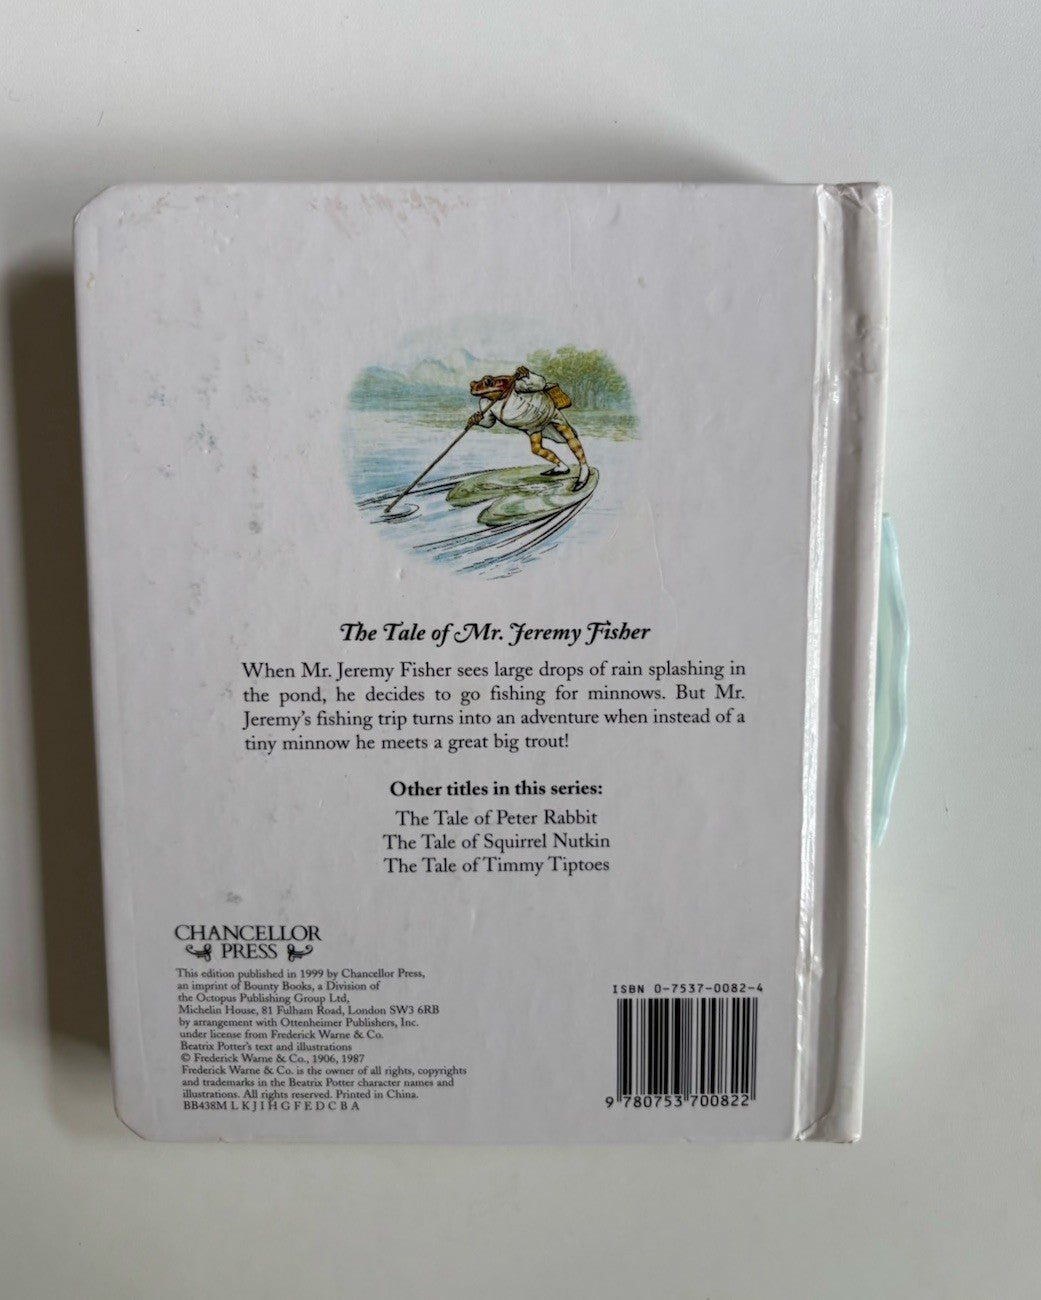 The Tale of Mr. Jeremy Fisher
When Mr. Jeremy Fisher sees large drops of rain splashing in
the pond, he decides to go fishing for minnows. But Mr.
Jeremy's fishing trip turns into an adventure when instead of a
tiny minnow he meets a great big trout!
Other titles in this series:
The Tale of Peter Rabbit
The Tale of Squirrel Nutkin
The Tale of Timmy Tiptoes
CHANCELLOR
PRESS
This edition published in 1999 by Chancellor Press,
an imprint of Bounty Books, a Division of
the Octopus Publishing Group Ltd,
Michelin House, 81 Fulham Road, London SW3 6RB
by arrangement with Ottenheimer Publishers, Inc.
under license from Frederick Warne & Co.
Beatrix Potter's text and illustrations
© Frederick Warne & Co., 1906, 1987
Frederick Warne & Co. is the owner of all rights, copyrights
and trademarks in the Beatrix Potter character names and
illustrations. All rights reserved. Printed in China.
BB438M L K J I H G F E D C B A
ISBN 0-7537-0082-4
9 780753 700822